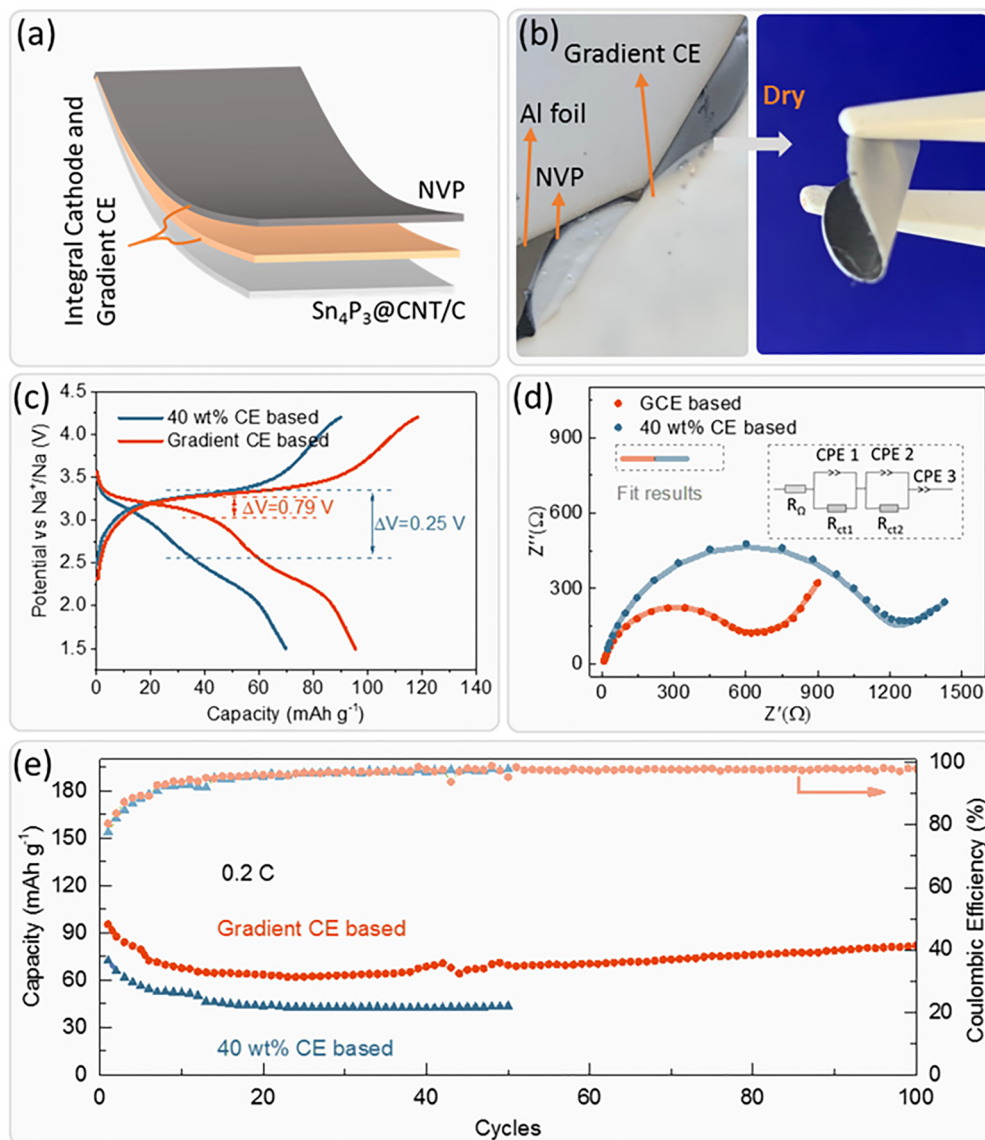 (a)
Integral Cathode and
Gradient CE
NVP
Sn₄P₃@CNT/C
(b)
Gradient CE
Al foil
NVP
Dry
(c)
4.5
4.0
3.5
3.0
2.5
2.0
1.5
Potential vs Na⁺/Na (V)
40 wt% CE based
Gradient CE based
ΔV=0.79 V
ΔV=0.25 V
0 20 40 60 80 100 120 140
Capacity (mAh g⁻¹)
(d)
900
600
300
0
Z''(Ω)
GCE based
40 wt% CE based
Fit results
CPE 1 CPE 2
CPE 3
R_Ω
R_ct1 R_ct2
0 300 600 900 1200 1500
Z'(Ω)
(e)
180
150
120
90
60
30
0
Capacity (mAh g⁻¹)
0.2 C
Gradient CE based
40 wt% CE based
100
80
60
40
20
0
Coulombic Efficiency (%)
0 20 40 60 80 100
Cycles